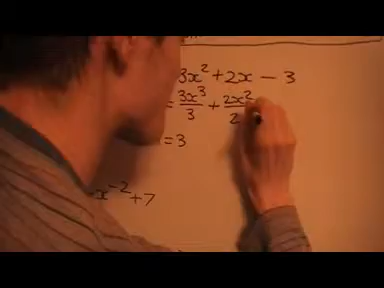 3x² + 2x − 3
= 3x³/3 + 2x²/2
= 3
x⁻² + 7